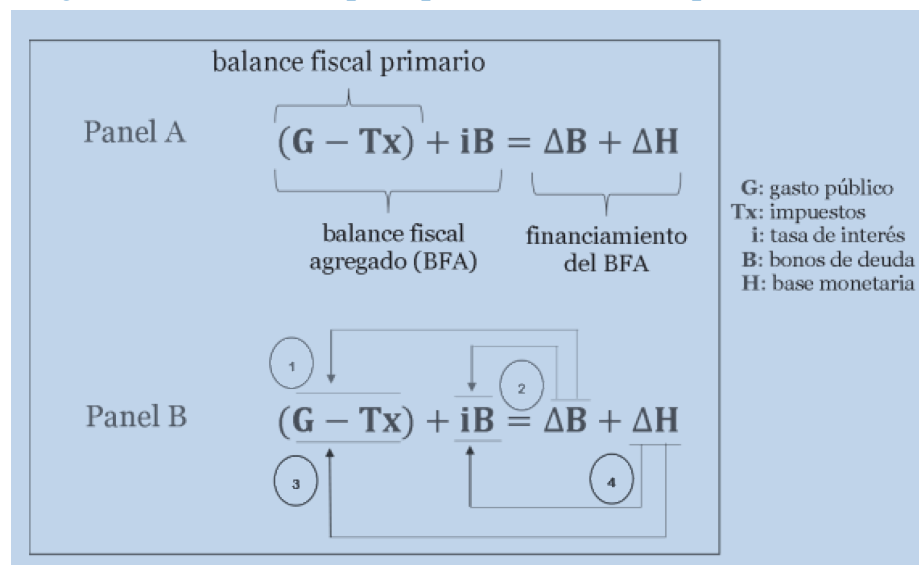 balance fiscal primario
Panel A
(G − Tx) + iB = ΔB + ΔH
balance fiscal
agregado (BFA)
financiamiento
del BFA
G: gasto público
Tx: impuestos
i: tasa de interés
B: bonos de deuda
H: base monetaria
1
2
Panel B
(G − Tx) + iB = ΔB + ΔH
3
4